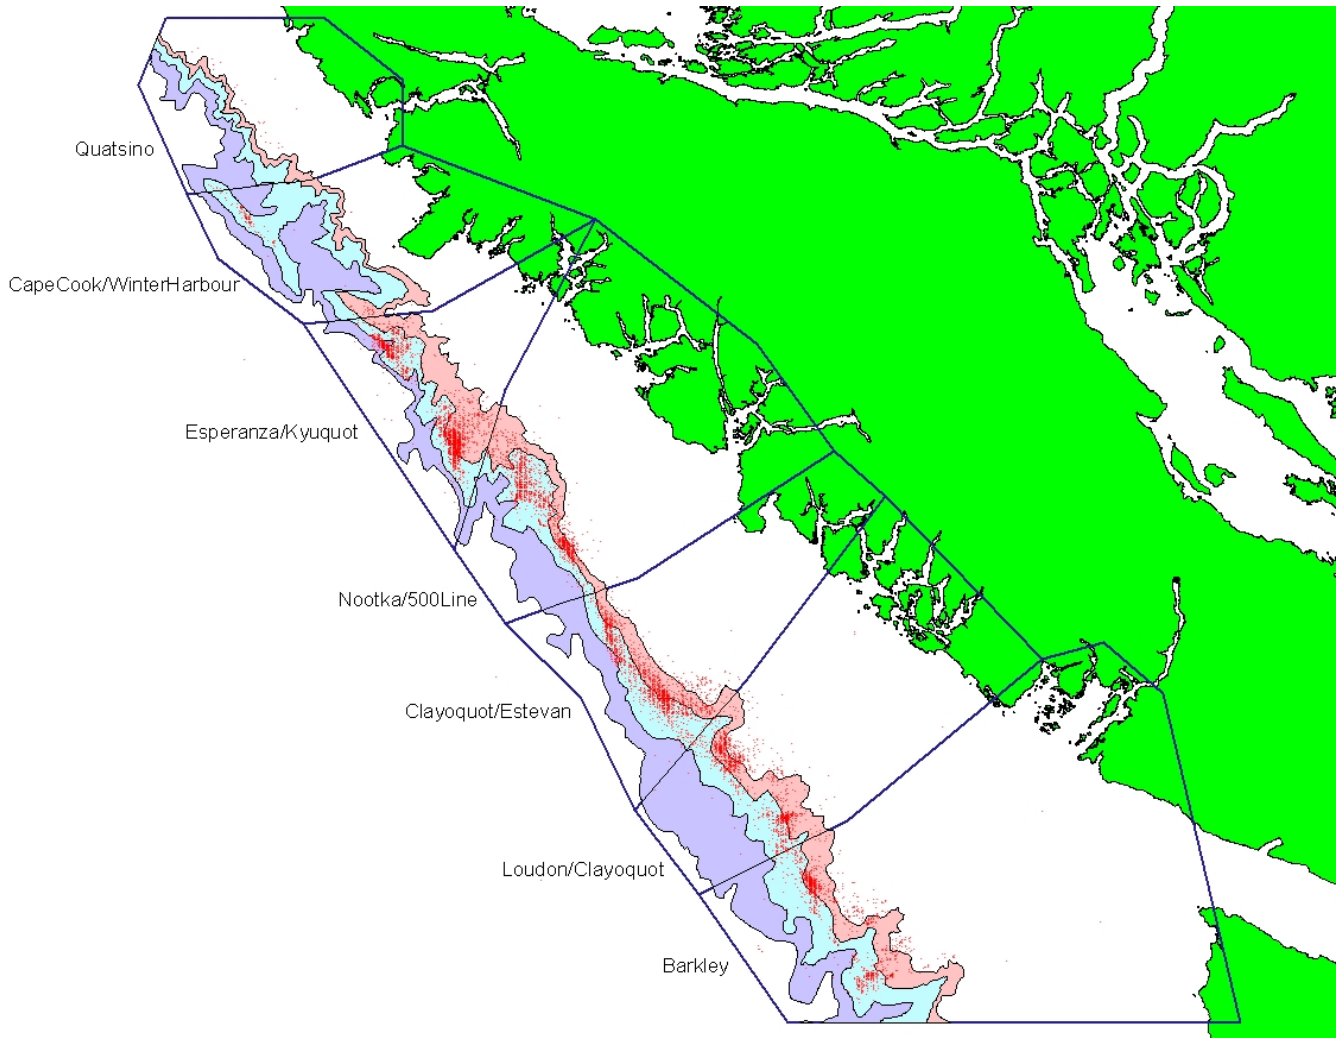 Quatsino
CapeCook/WinterHarbour
Esperanza/Kyuquot
Nootka/500Line
Clayoquot/Estevan
Loudon/Clayoquot
Barkley